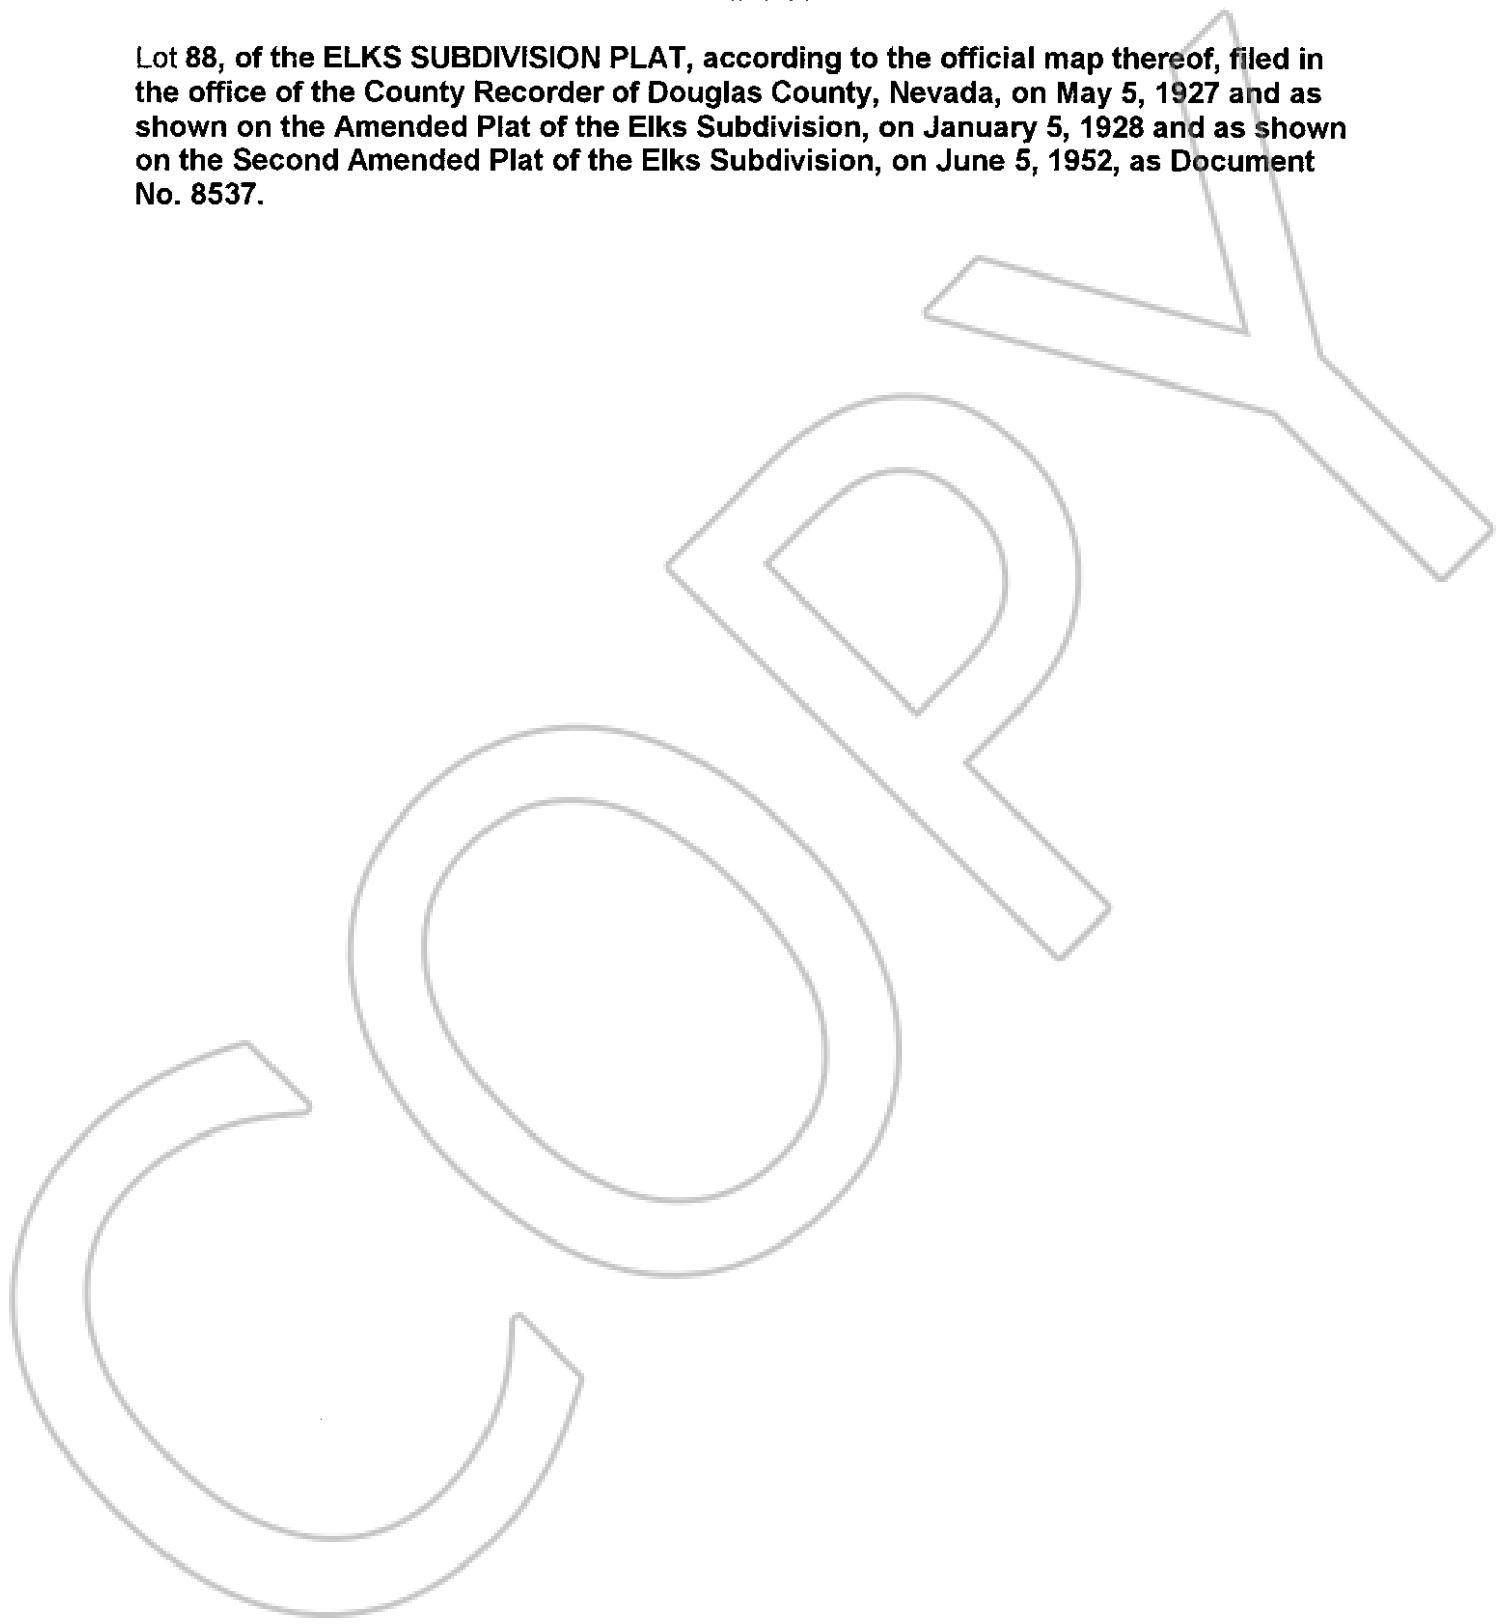 Lot 88, of the ELKS SUBDIVISION PLAT, according to the official map thereof, filed in
the office of the County Recorder of Douglas County, Nevada, on May 5, 1927 and as
shown on the Amended Plat of the Elks Subdivision, on January 5, 1928 and as shown
on the Second Amended Plat of the Elks Subdivision, on June 5, 1952, as Document
No. 8537.
COPY